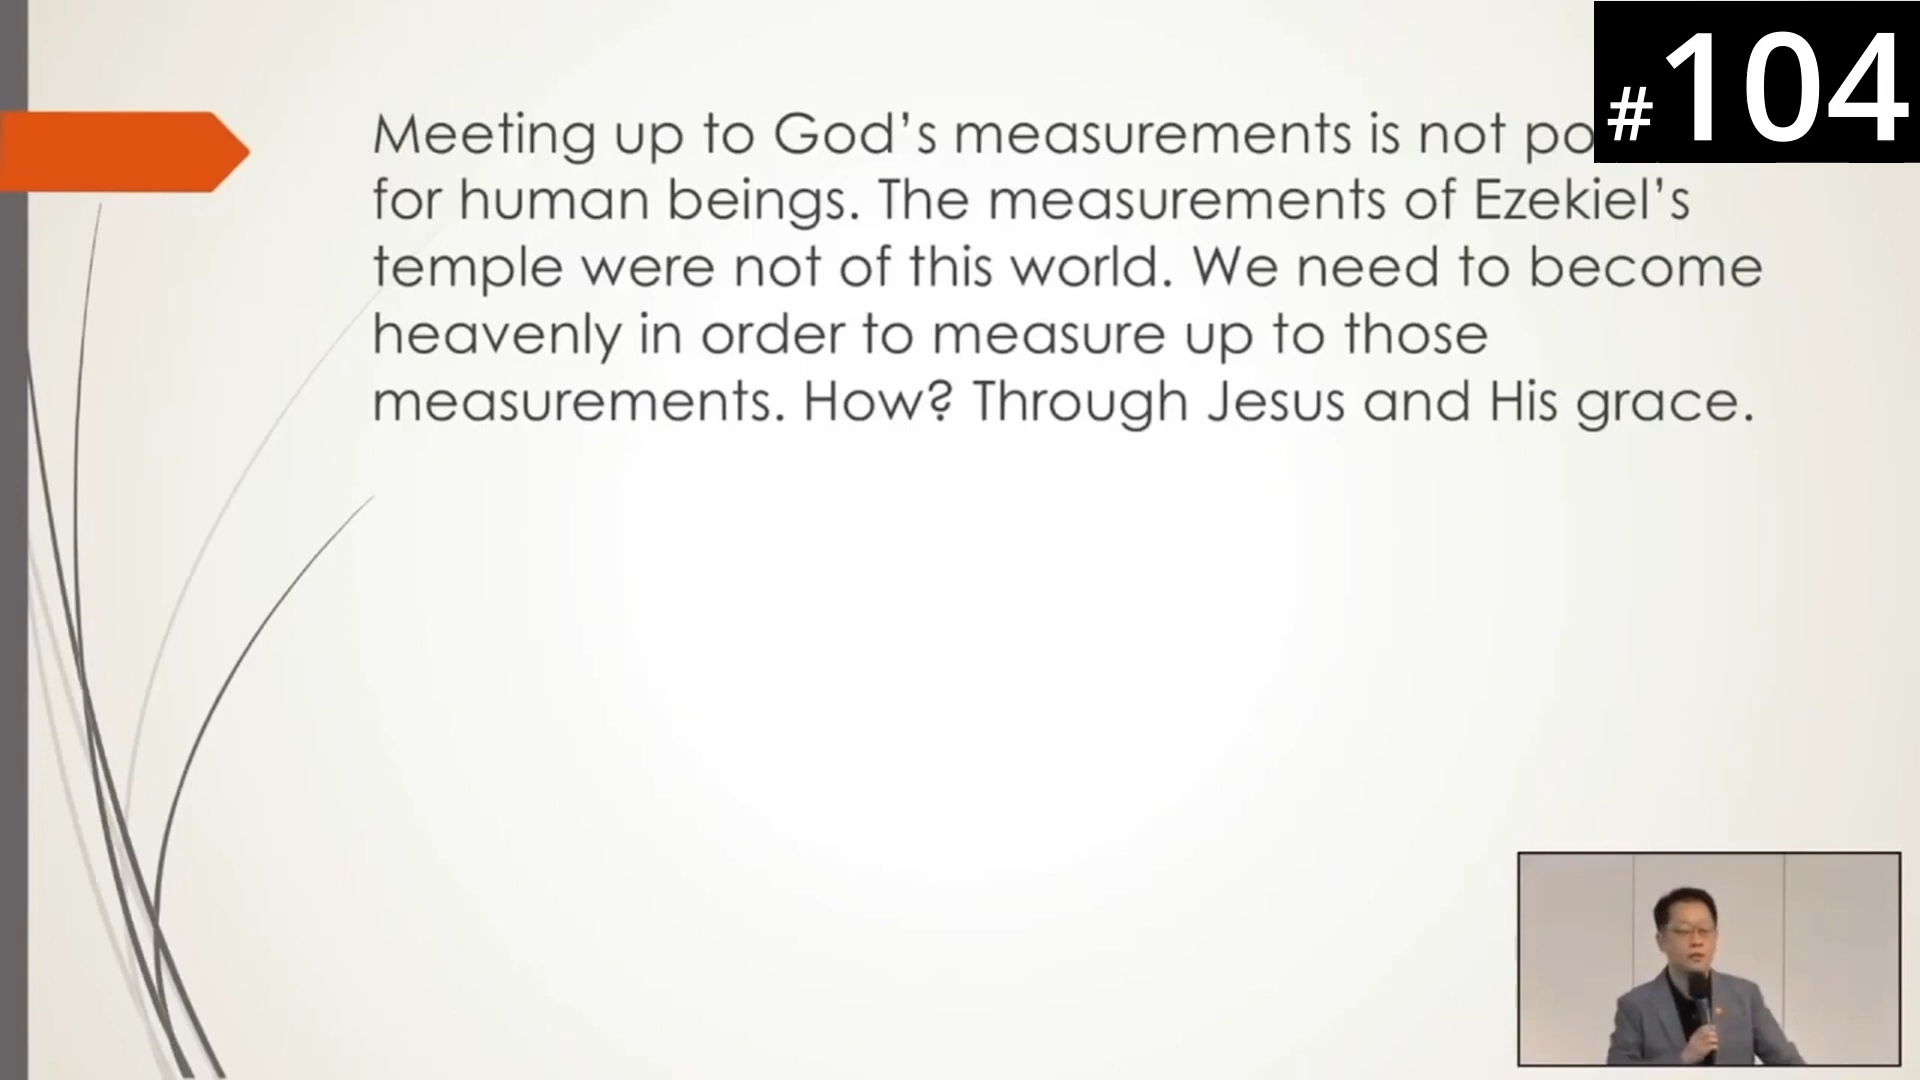 #104
Meeting up to God’s measurements is not
for human beings. The measurements of Ezekiel’s
temple were not of this world. We need to become
heavenly in order to measure up to those
measurements. How? Through Jesus and His grace.